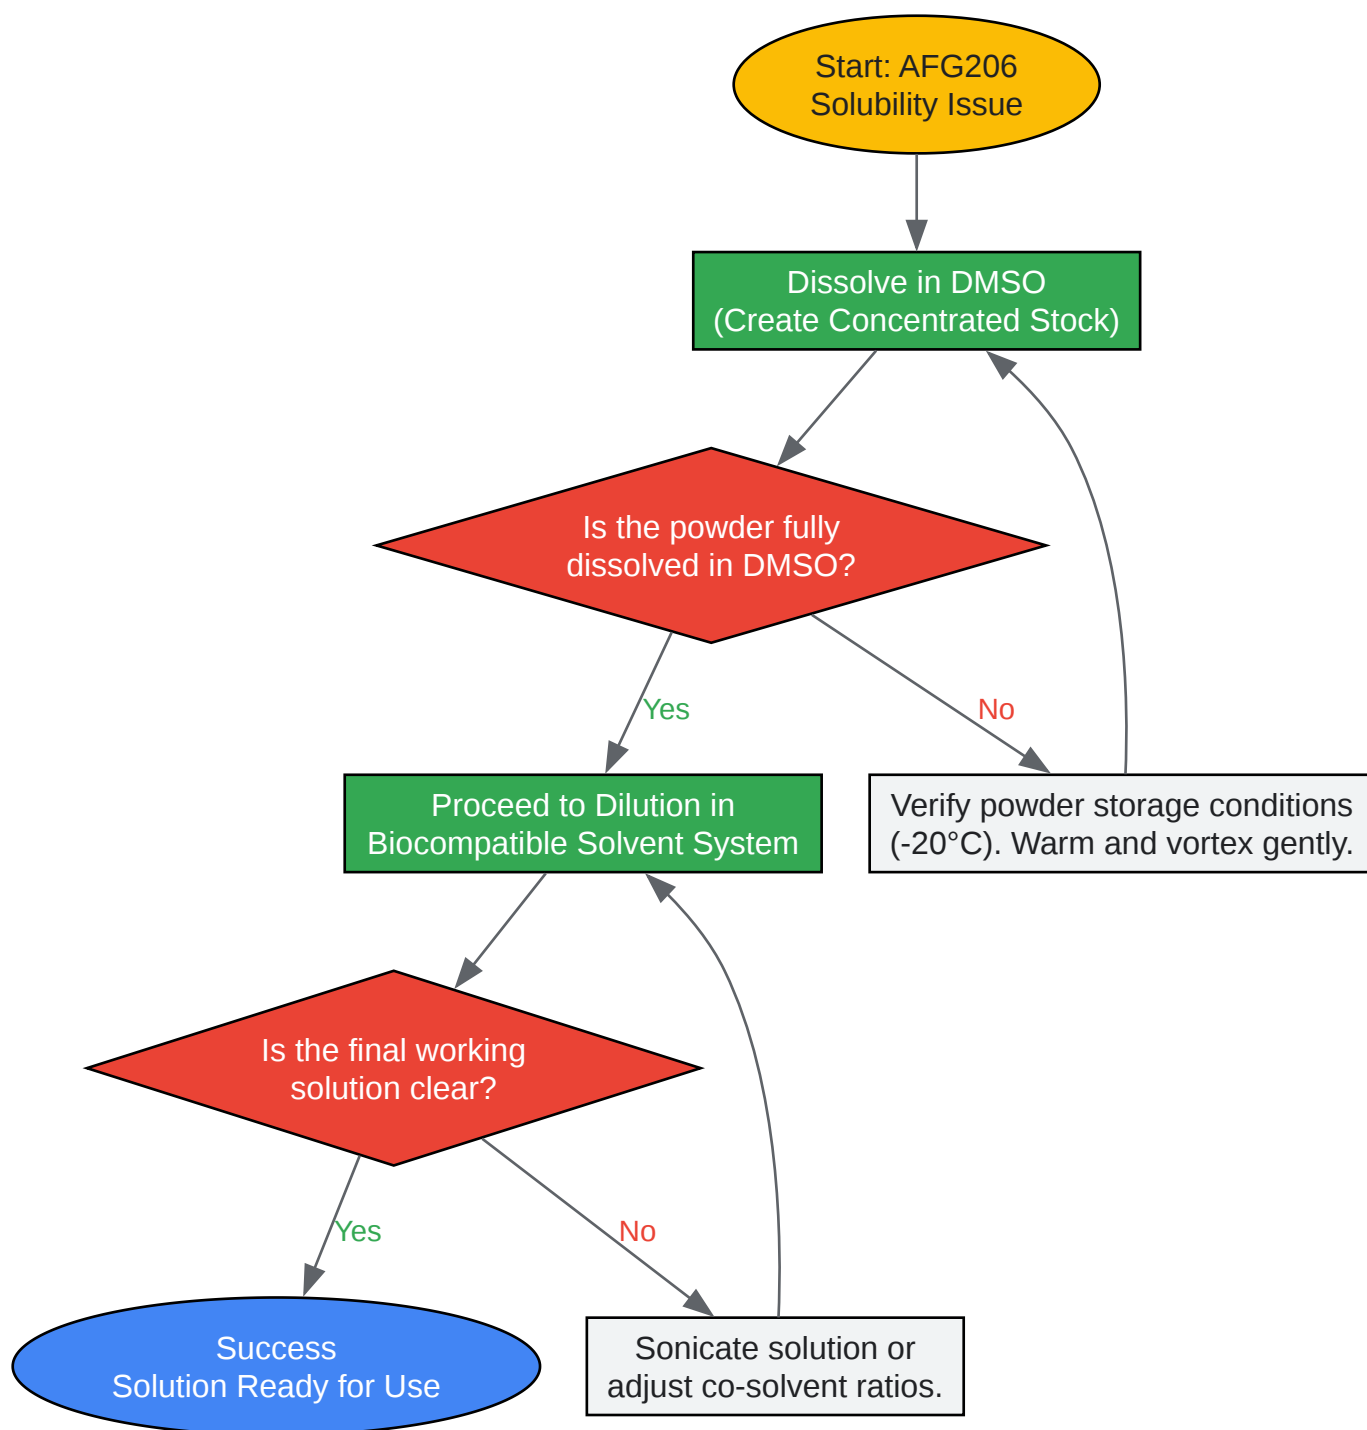 Start: AFG206
Solubility Issue
Dissolve in DMSO
(Create Concentrated Stock)
Is the powder fully
dissolved in DMSO?
Yes
No
Proceed to Dilution in
Biocompatible Solvent System
Verify powder storage conditions
(-20°C). Warm and vortex gently.
Is the final working
solution clear?
Yes
No
Success
Solution Ready for Use
Sonicate solution or
adjust co-solvent ratios.